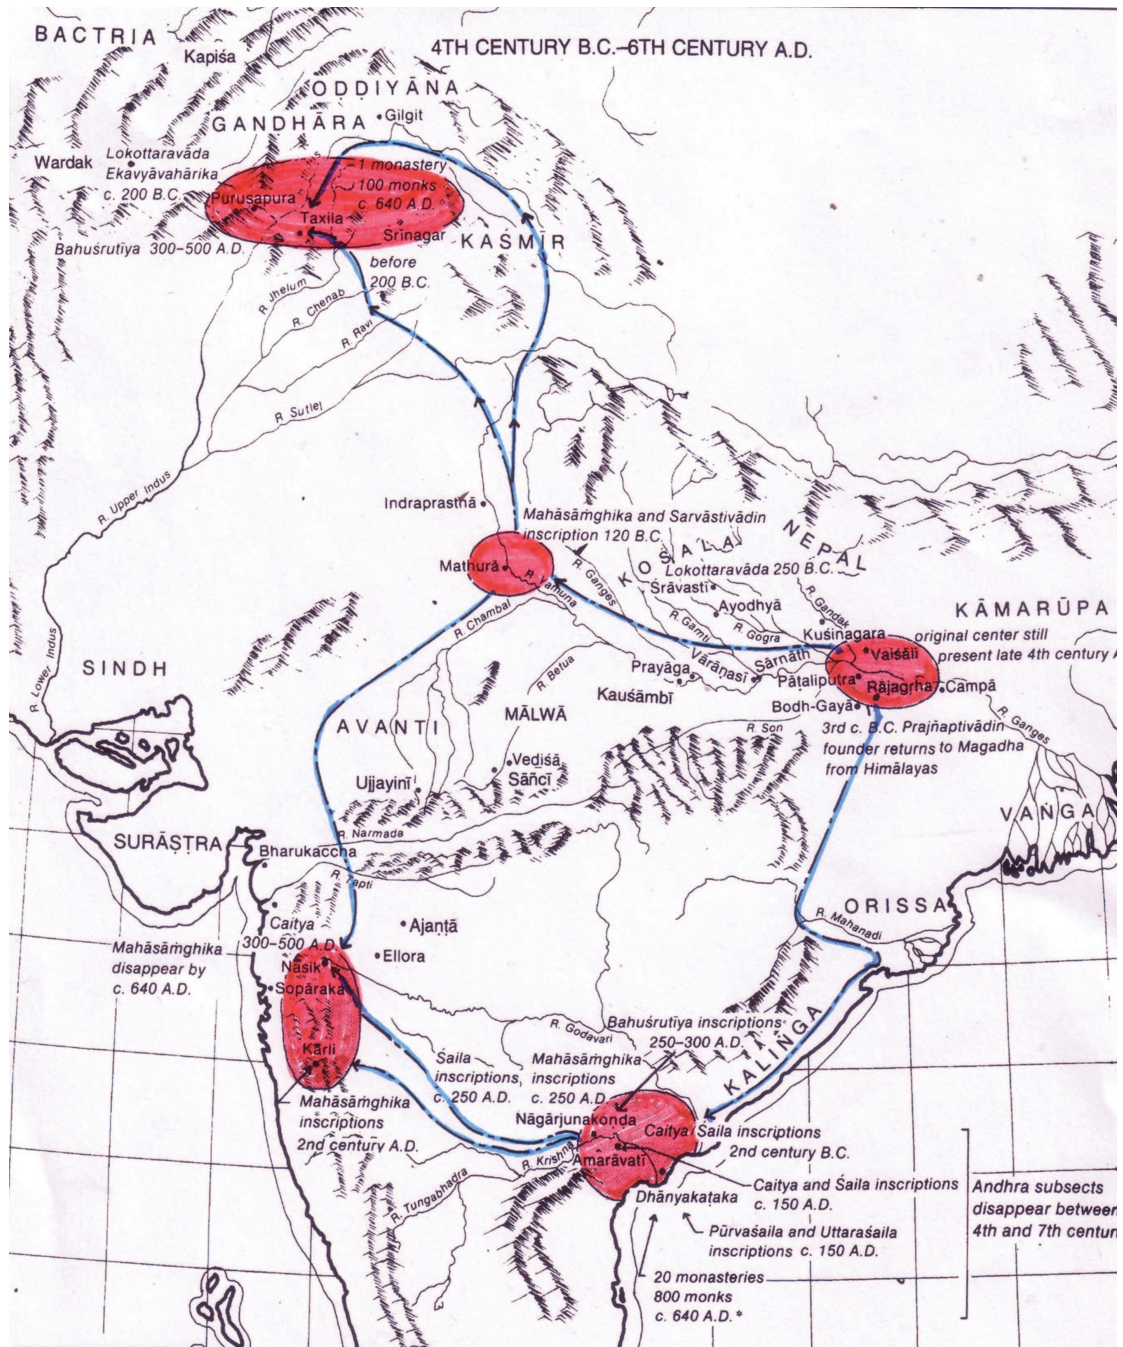 4TH CENTURY B.C.–6TH CENTURY A.D.
BACTRIA
Kapiśa
ODDIYĀNA
Gilgit
GANDHĀRA
Wardak
Lokottaravāda
Ekavyāvahārika
c. 200 B.C.
1 monastery
100 monks
c. 640 A.D.*
Purusapura
Taxila
Śrīnagar
KAŚMĪR
Bahuśrutīya 300–500 A.D.
before
200 B.C.
R. Jhelum
R. Chenab
R. Ravi
R. Sutlej
R. Upper Indus
Indraprasthā
Mahāsāṃghika and Sarvāstivādin
inscription 120 B.C.
Mathurā
R. Yamuna
R. Ganges
KOŚALA
NEPAL
Lokottaravāda 250 B.C.
Śrāvastī
Ayodhyā
R. Gandak
R. Gamti
R. Gogra
Kuśinagara
KĀMARŪPA
original center still
present late 4th century A
R. Chambal
R. Lower Indus
SINDH
Vaiśālī
Sārnāth
Vārāṇasī
Prayāga
Kauśāmbī
Pāṭaliputra
Rājagṛha
Campā
Bodh-Gayā
R. Ganges
R. Betua
AVANTI
MĀLWĀ
R. Son
3rd c. B.C. Prajñaptivādin
founder returns to Magadha
from Himālayas
Vediśā
Sāñcī
Ujjayinī
VAṄGA
SURĀṢṬRA
R. Narmada
Bharukaccha
R. Tapti
ORISSA
R. Mahanadi
Caitya
300–500 A.D.
Ajaṇṭā
Ellora
Mahāsāṃghika
disappear by
c. 640 A.D.
Nāsik
Sopāraka
Kārli
R. Godavari
KALIṄGA
Bahuśrutīya inscriptions
250–300 A.D.
Śaila
inscriptions,
c. 250 A.D.
Mahāsāṃghika
inscriptions
c. 250 A.D.
Mahāsāṃghika
inscriptions
2nd century A.D.
Nāgārjunakoṇḍa
Caitya Śaila inscriptions
2nd century B.C.
Amarāvatī
R. Krishna
R. Tungabhadra
Dhānyakaṭaka
Caitya and Śaila inscriptions
c. 150 A.D.
Pūrvaśaila and Uttaraśaila
inscriptions c. 150 A.D.
20 monasteries
800 monks
c. 640 A.D.*
Andhra subsects
disappear between
4th and 7th centur